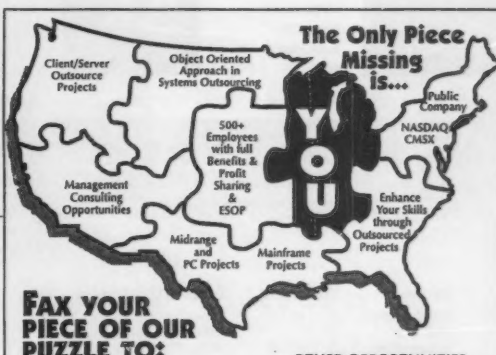 The Only Piece
Missing
is...
Client/Server
Outsource
Projects
Object Oriented
Approach in
Systems Outsourcing
Public
Company
NASDAQ
CMSX
500+
Employees
with full
Benefits &
Profit
Sharing
&
ESOP
YOU
Management
Consulting
Opportunities
Enhance
Your Skills
through
Outsourced
Projects
Midrange
and
PC Projects
Mainframe
Projects
FAX YOUR
PIECE OF OUR
PUZZLE TO: